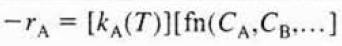 −r_A = [k_A(T)][fn(C_A,C_B,...]